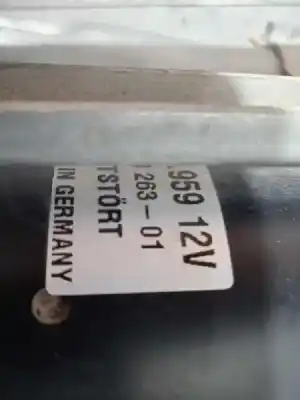 .959 12V
263-01
TSTÖRT
IN GERMANY